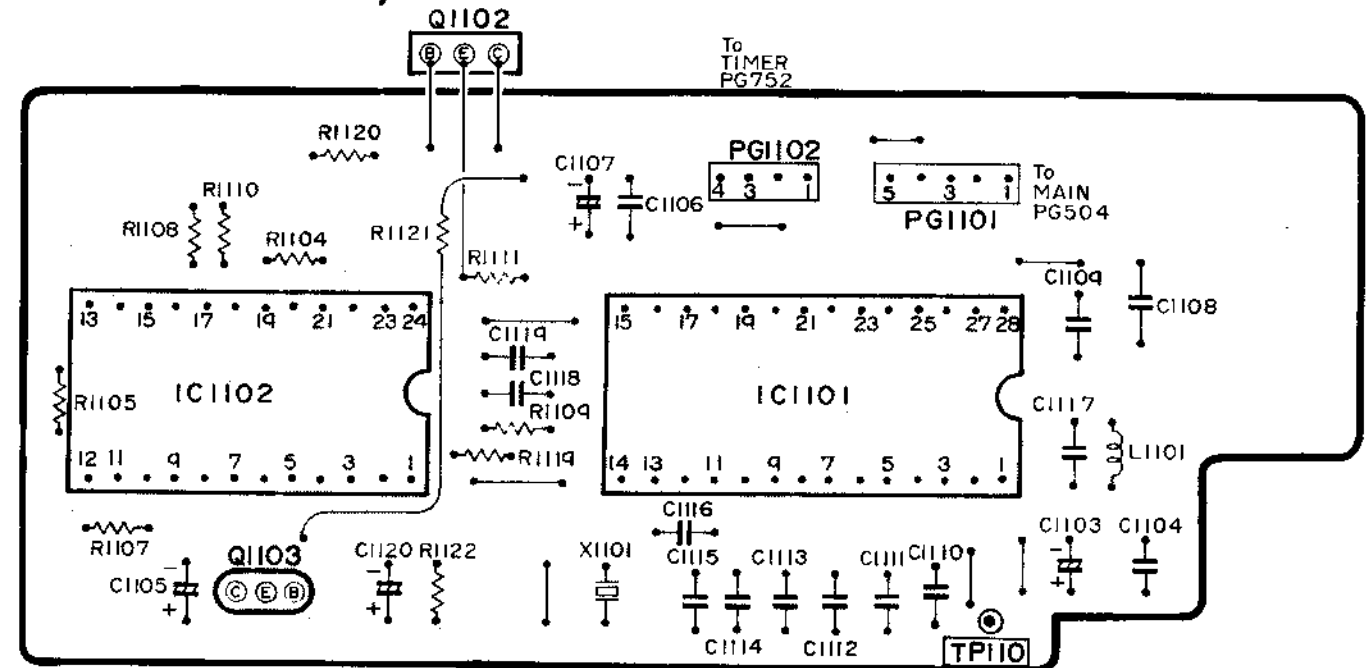 Q1102
B E C
To
TIMER
PG752
R1120
C1107
PG1102
4 3 1
C1106
5 3 1
To
MAIN
PG504
PG1101
R1110
R1108
R1104
R1121
R1111
C1109
C1108
13 15 17 19 21 23 24
15 17 19 21 23 25 27 28
C1119
C1118
R1105
IC1102
R1109
IC1101
C1117
L1101
12 11 9 7 5 3 1
R1119
14 13 11 9 7 5 3 1
C1116
R1107
Q1103
C1120
R1122
X1101
C1115
C1113
C1111
C1110
C1103
C1104
C1105
C E B
C1114
C1112
TP110